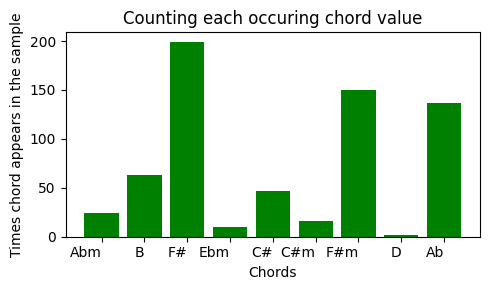 Counting each occuring chord value
Times chord appears in the sample
200
150
100
50
0
Abm B F# Ebm C# C#m F#m D Ab
Chords